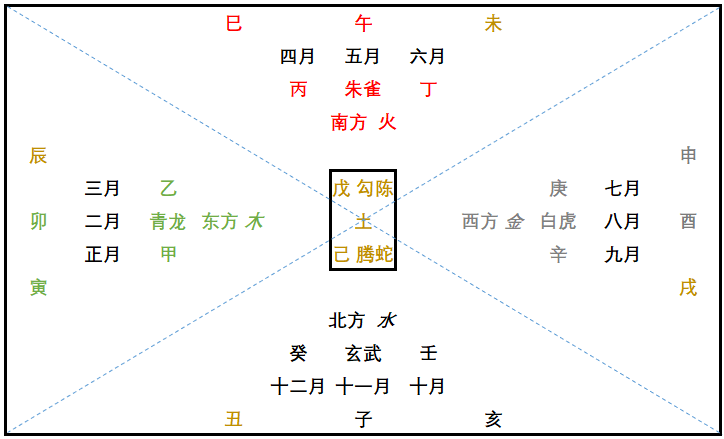 巳 午 未
四月 五月 六月
丙 朱雀 丁
南方 火
辰 申
三月 乙 戊 勾陈 庚 七月
卯 二月 青龙 东方 木 土 西方 金 白虎 八月 酉
正月 甲 己 腾蛇 辛 九月
寅 戌
北方 水
癸 玄武 壬
十二月 十一月 十月
丑 子 亥